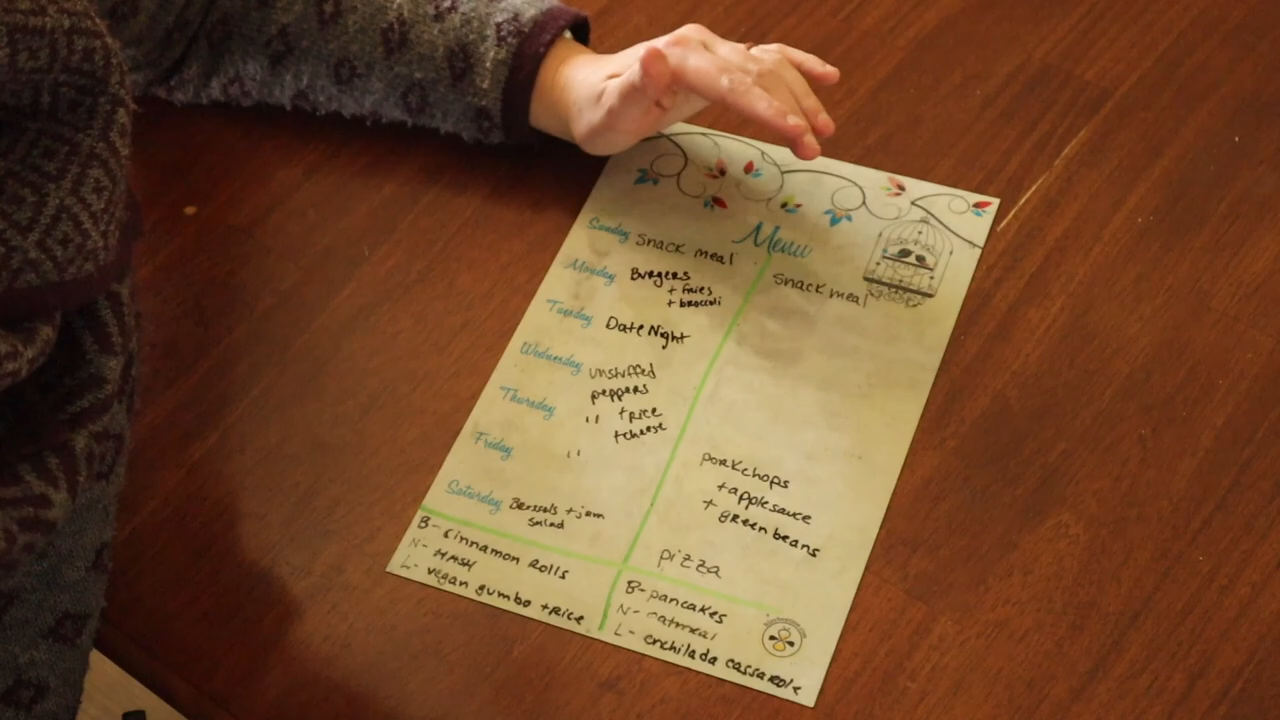 Menu
Sunday snack meal
Monday Burgers
+ fries
+ broccoli
Tuesday Date Night
Wednesday unstuffed
peppers
Thursday " + rice
+ cheese
Friday "
Saturday Brussels + jam
salad
B- cinnamon rolls
N- HASH
L- vegan gumbo + rice
snack meal
porkchops
+ applesauce
+ green beans
pizza
B- pancakes
N- oatmeal
L- enchilada cassarole